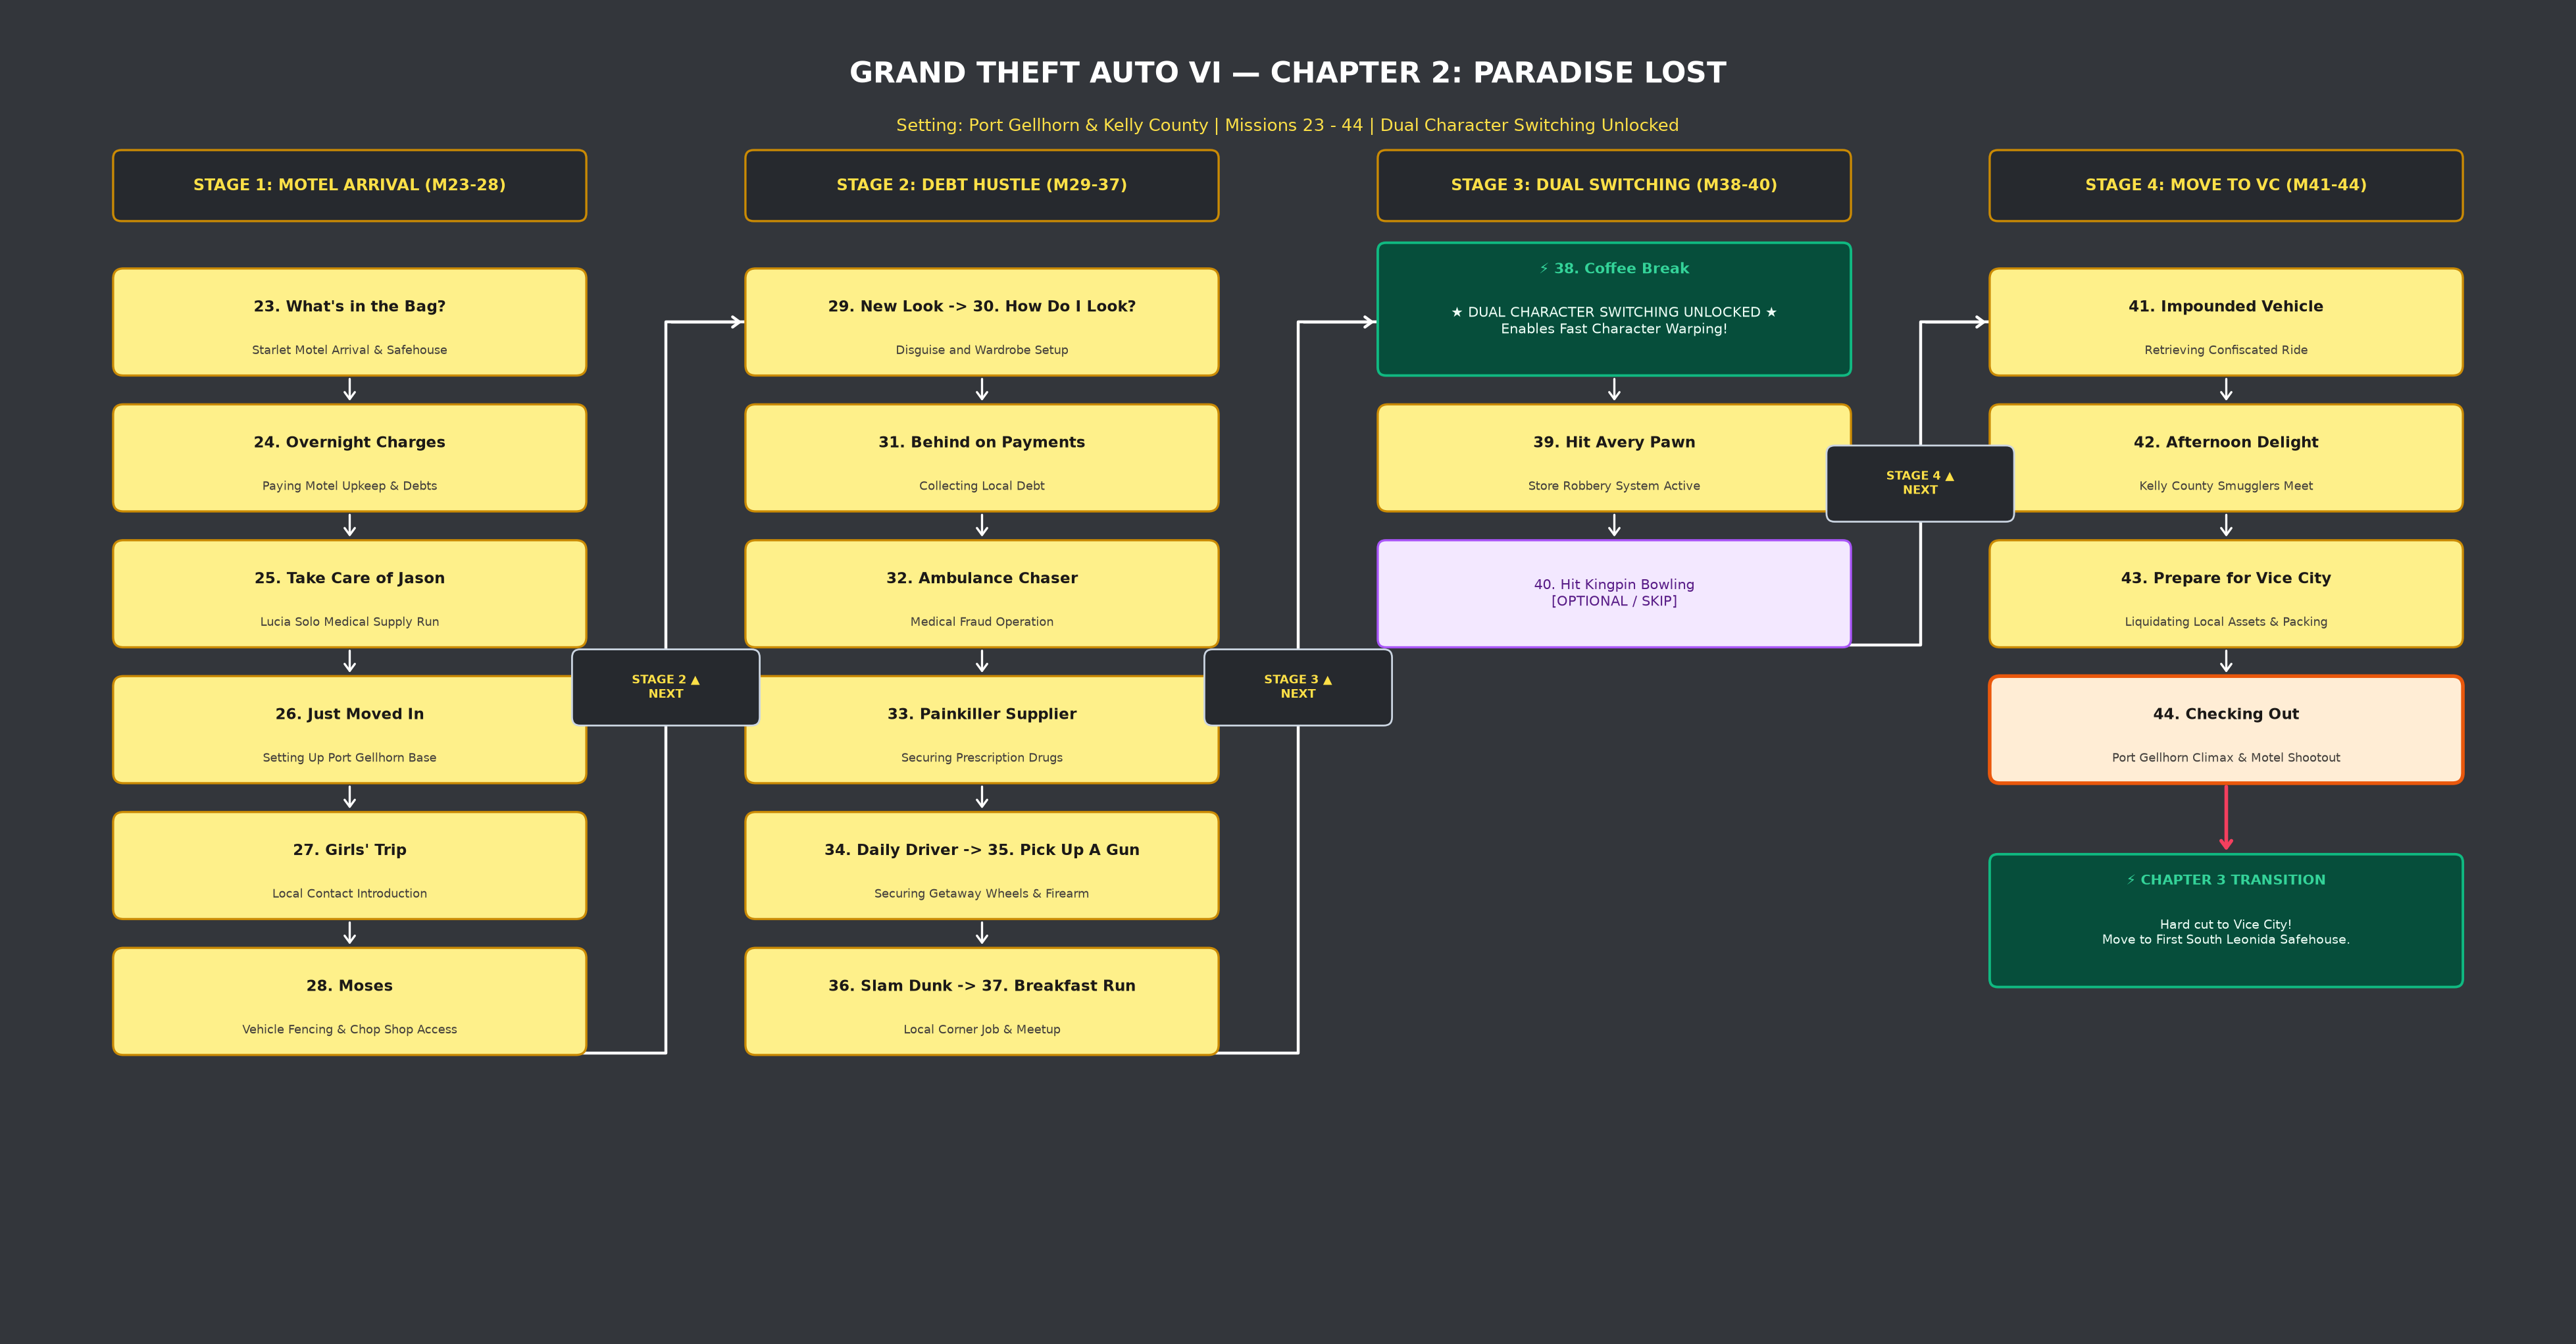 GRAND THEFT AUTO VI — CHAPTER 2: PARADISE LOST
Setting: Port Gellhorn & Kelly County | Missions 23 - 44 | Dual Character Switching Unlocked
STAGE 1: MOTEL ARRIVAL (M23-28)
23. What's in the Bag?
Starlet Motel Arrival & Safehouse
24. Overnight Charges
Paying Motel Upkeep & Debts
25. Take Care of Jason
Lucia Solo Medical Supply Run
26. Just Moved In
Setting Up Port Gellhorn Base
27. Girls' Trip
Local Contact Introduction
28. Moses
Vehicle Fencing & Chop Shop Access
STAGE 2 ▲
NEXT
STAGE 2: DEBT HUSTLE (M29-37)
29. New Look -> 30. How Do I Look?
Disguise and Wardrobe Setup
31. Behind on Payments
Collecting Local Debt
32. Ambulance Chaser
Medical Fraud Operation
33. Painkiller Supplier
Securing Prescription Drugs
34. Daily Driver -> 35. Pick Up A Gun
Securing Getaway Wheels & Firearm
36. Slam Dunk -> 37. Breakfast Run
Local Corner Job & Meetup
STAGE 3 ▲
NEXT
STAGE 3: DUAL SWITCHING (M38-40)
⚡ 38. Coffee Break
★ DUAL CHARACTER SWITCHING UNLOCKED ★
Enables Fast Character Warping!
39. Hit Avery Pawn
Store Robbery System Active
40. Hit Kingpin Bowling
[OPTIONAL / SKIP]
STAGE 4 ▲
NEXT
STAGE 4: MOVE TO VC (M41-44)
41. Impounded Vehicle
Retrieving Confiscated Ride
42. Afternoon Delight
Kelly County Smugglers Meet
43. Prepare for Vice City
Liquidating Local Assets & Packing
44. Checking Out
Port Gellhorn Climax & Motel Shootout
⚡ CHAPTER 3 TRANSITION
Hard cut to Vice City!
Move to First South Leonida Safehouse.